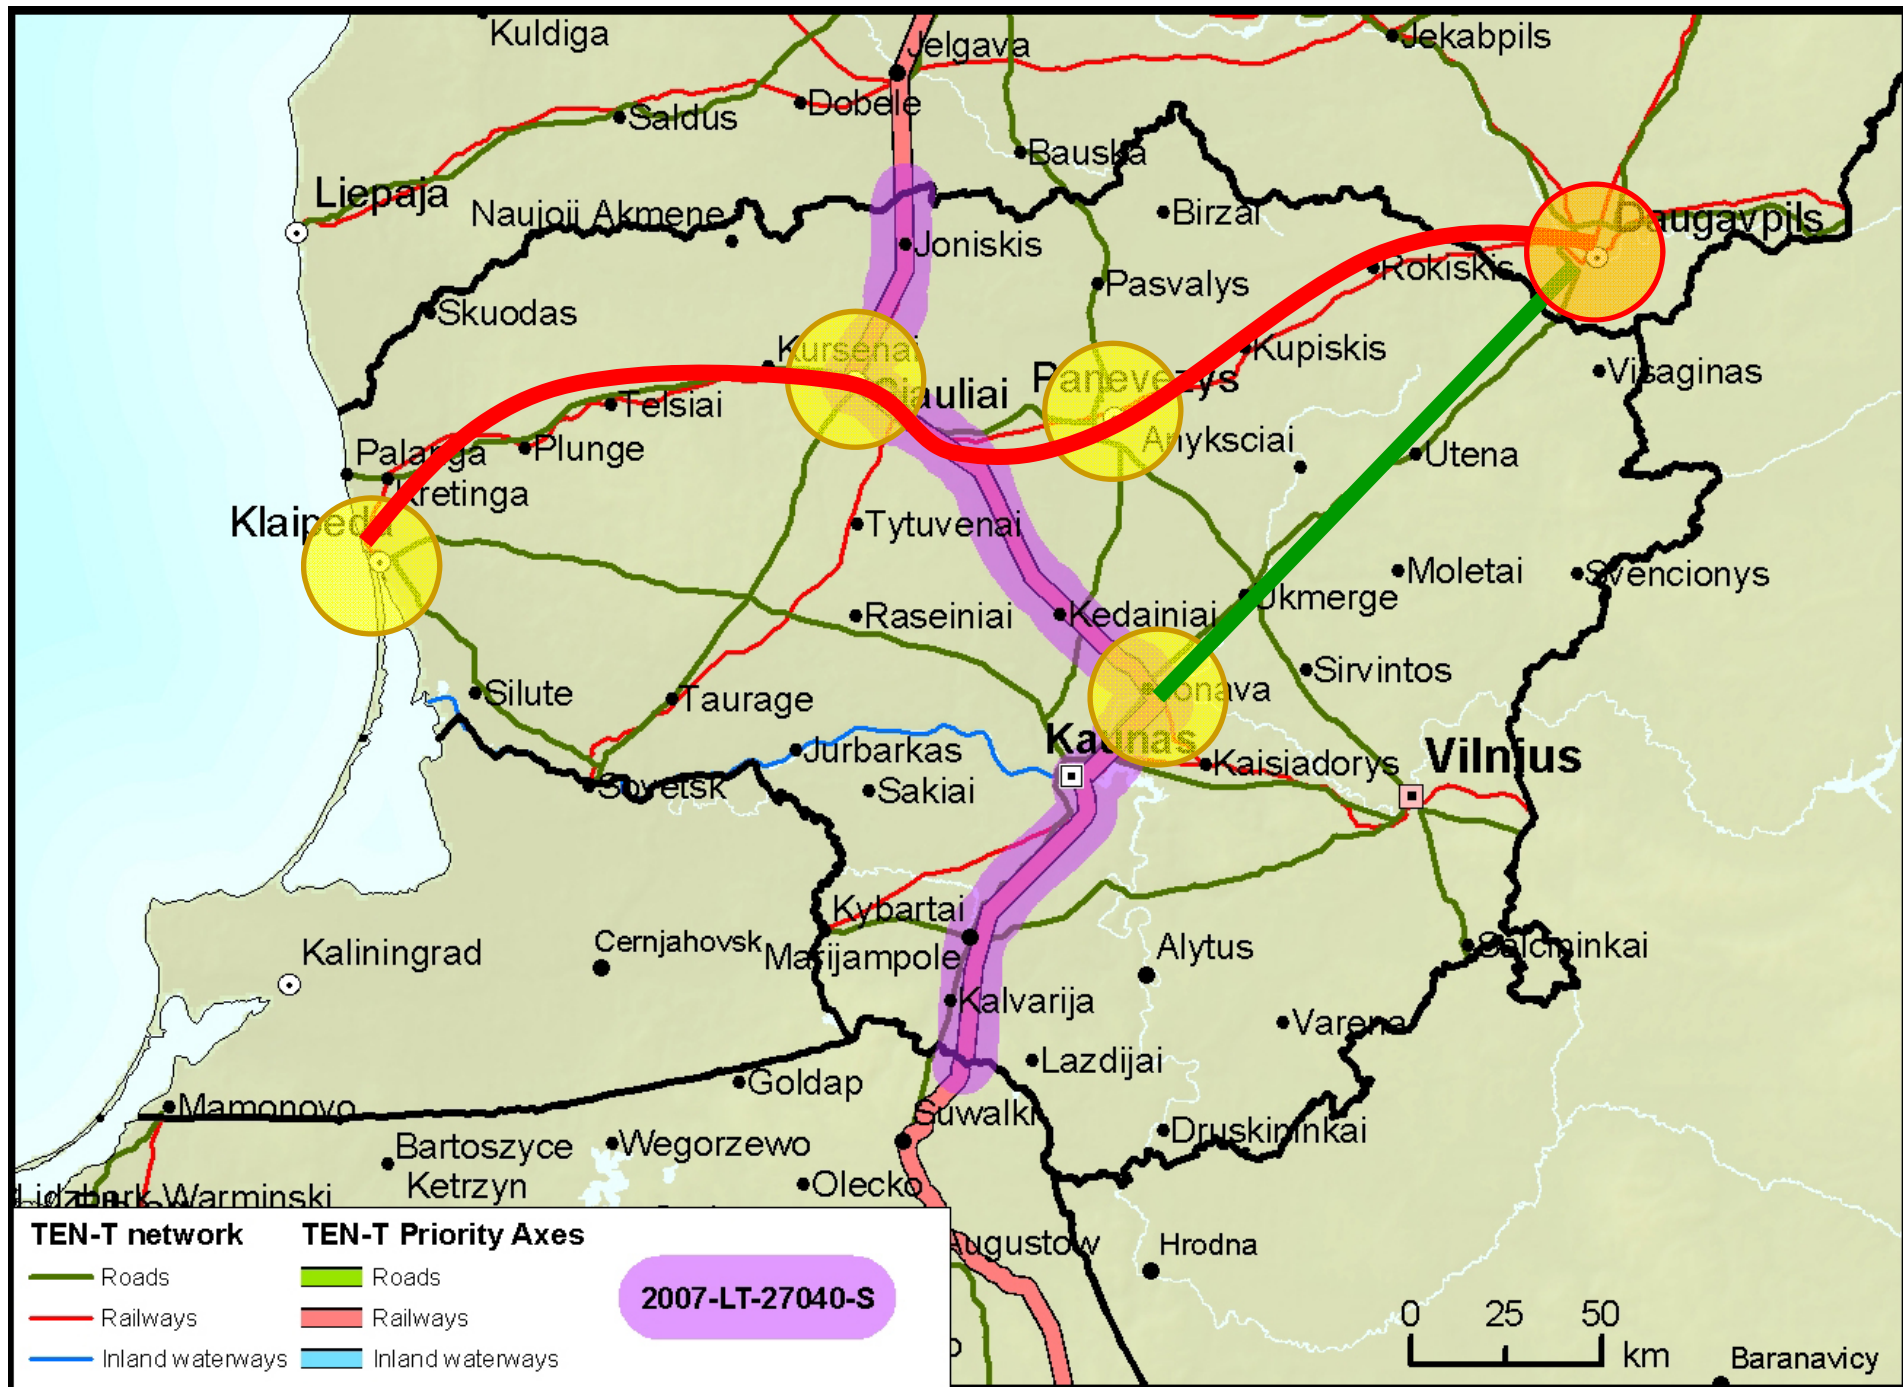 Kuldiga
Jelgava
Jekabpils
Saldus
Dobele
Bauska
Liepaja
Naujoji Akmene
Birzai
Daugavpils
Joniskis
Rokiskis
Pasvalys
Skuodas
Kursenai
Kupiskis
Visaginas
Siauliai
Panevezys
Telsiai
Anyksciai
Utena
Palanga
Plunge
Kretinga
Klaipeda
Tytuvenai
Moletai
Svencionys
Raseiniai
Kedainiai
Ukmerge
Sirvintos
Silute
Taurage
Jonava
Jurbarkas
Kaunas
Kaisiadorys
Vilnius
Sovetsk
Sakiai
Kybartai
Kaliningrad
Cernjahovsk
Marijampole
Alytus
Salcininkai
Kalvarija
Varena
Lazdijai
Goldap
Mamonovo
Suwalki
Druskininkai
Bartoszyce
Wegorzewo
Ketrzyn
Olecko
Lidzbark Warminski
Augustow
Hrodna
TEN-T network
Roads
Railways
Inland waterways
TEN-T Priority Axes
Roads
Railways
Inland waterways
2007-LT-27040-S
0 25 50
km
Baranavicy